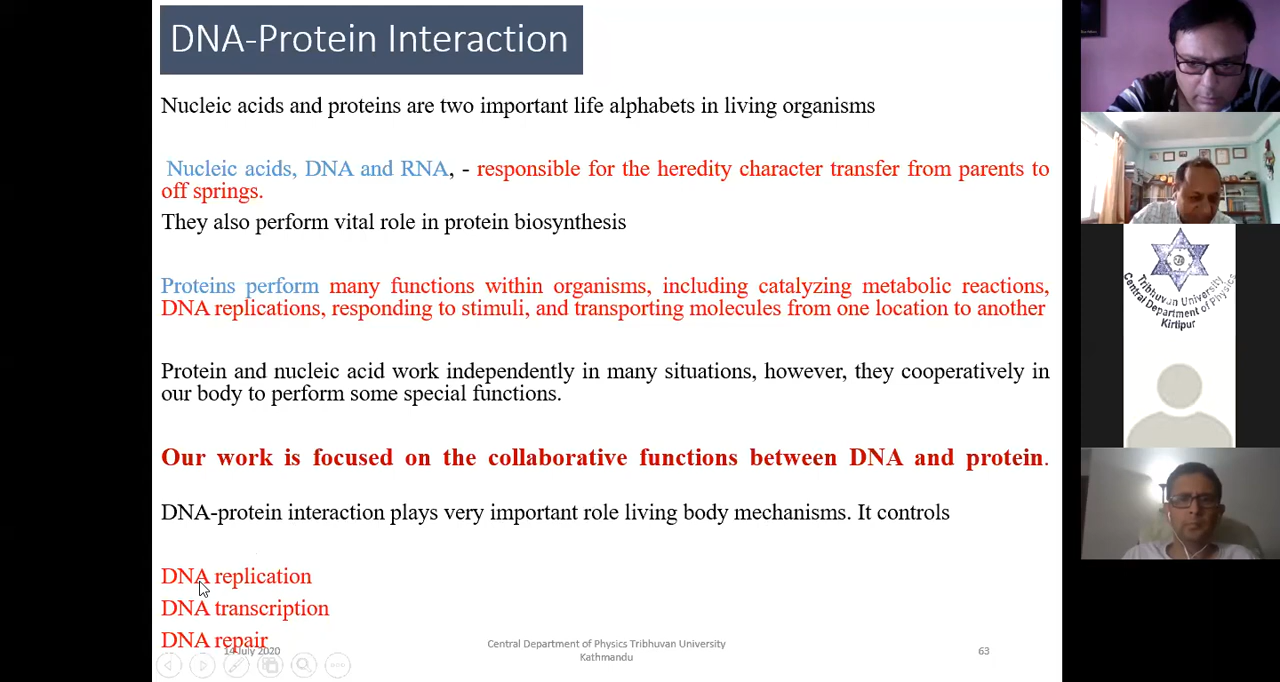 DNA-Protein Interaction
Nucleic acids and proteins are two important life alphabets in living organisms
Nucleic acids, DNA and RNA, - responsible for the heredity character transfer from parents to
off springs.
They also perform vital role in protein biosynthesis
Proteins perform many functions within organisms, including catalyzing metabolic reactions,
DNA replications, responding to stimuli, and transporting molecules from one location to another
Protein and nucleic acid work independently in many situations, however, they cooperatively in
our body to perform some special functions.
Our work is focused on the collaborative functions between DNA and protein.
DNA-protein interaction plays very important role living body mechanisms. It controls
DNA replication
DNA transcription
DNA repair
14 July 2020
Central Department of Physics Tribhuvan University
Kathmandu
63
Tribhuvan University
Central Department of Physics
Kirtipur